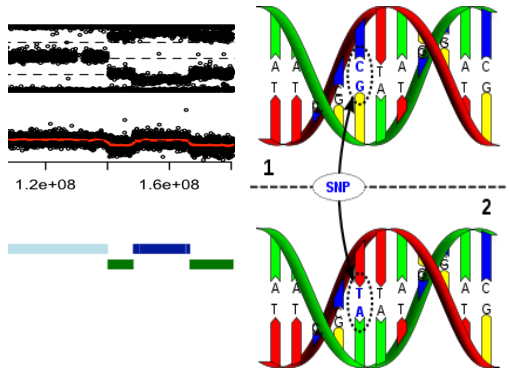 1.2e+08 1.6e+08
A A C T A G G A C
T T G G A T T G
1
SNP
2
A A T T A G G A C
T T G A A T T G